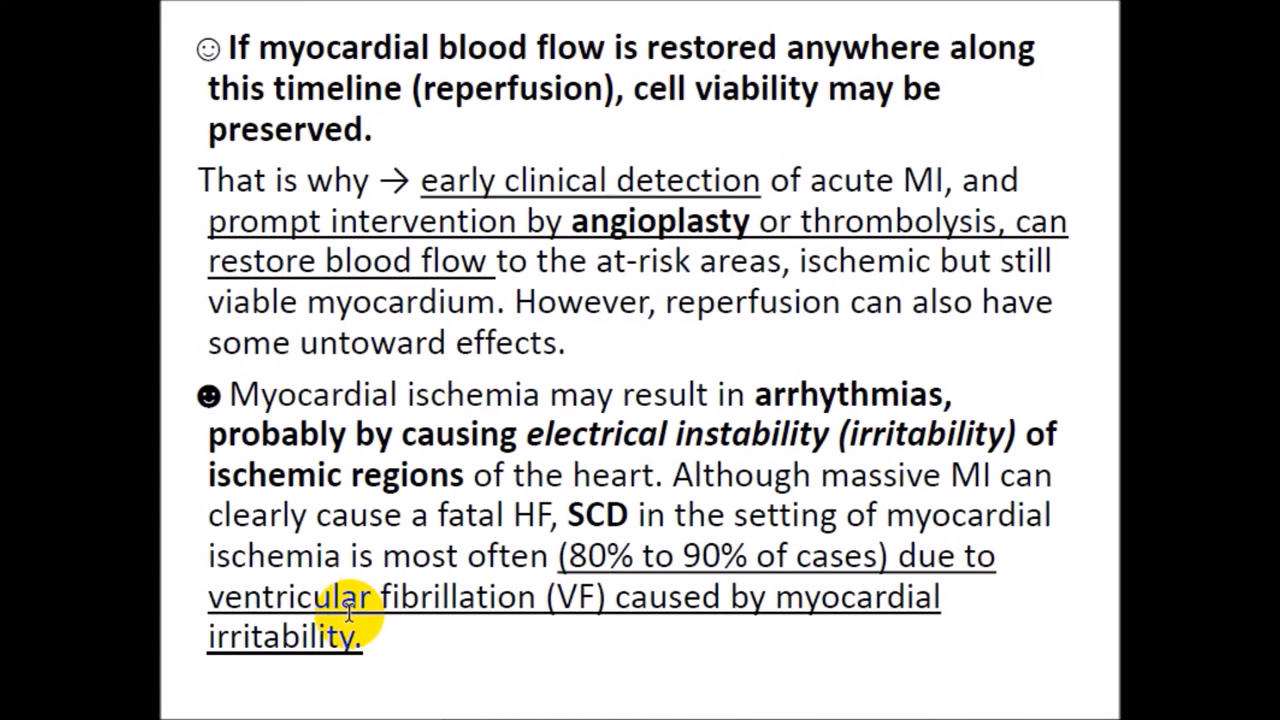 ☺If myocardial blood flow is restored anywhere along
this timeline (reperfusion), cell viability may be
preserved.
That is why → early clinical detection of acute MI, and
prompt intervention by angioplasty or thrombolysis, can
restore blood flow to the at-risk areas, ischemic but still
viable myocardium. However, reperfusion can also have
some untoward effects.
☻Myocardial ischemia may result in arrhythmias,
probably by causing electrical instability (irritability) of
ischemic regions of the heart. Although massive MI can
clearly cause a fatal HF, SCD in the setting of myocardial
ischemia is most often (80% to 90% of cases) due to
ventricular fibrillation (VF) caused by myocardial
irritability.